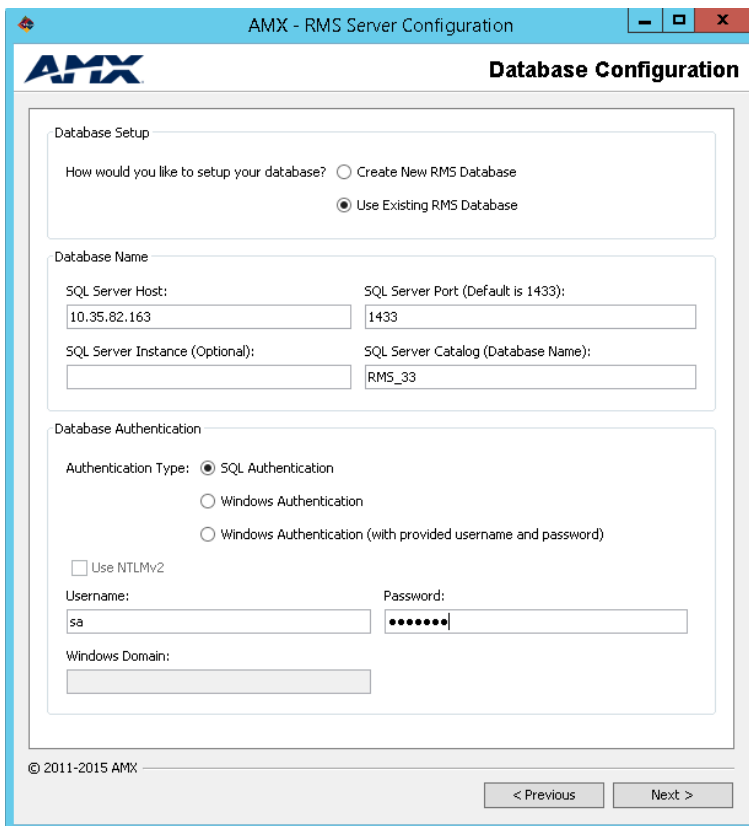 AMX - RMS Server Configuration
AMX
Database Configuration
Database Setup
How would you like to setup your database? Create New RMS Database
Use Existing RMS Database
Database Name
SQL Server Host: SQL Server Port (Default is 1433):
10.35.82.163 1433
SQL Server Instance (Optional): SQL Server Catalog (Database Name):
RMS_33
Database Authentication
Authentication Type: SQL Authentication
Windows Authentication
Windows Authentication (with provided username and password)
Use NTLMv2
Username: Password:
sa •••••••
Windows Domain:
© 2011-2015 AMX
< Previous Next >